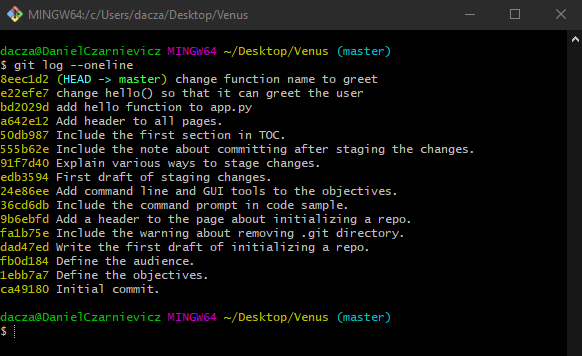 MINGW64:/c/Users/dacza/Desktop/Venus
dacza@DanielCzarnievicz MINGW64 ~/Desktop/Venus (master)
$ git log --oneline
8eec1d2 (HEAD -> master) change function name to greet
e22efe7 change hello() so that it can greet the user
bd2029d add hello function to app.py
a642e12 Add header to all pages.
50db987 Include the first section in TOC.
555b62e Include the note about committing after staging the changes.
91f7d40 Explain various ways to stage changes.
edb3594 First draft of staging changes.
24e86ee Add command line and GUI tools to the objectives.
36cd6db Include the command prompt in code sample.
9b6ebfd Add a header to the page about initializing a repo.
fa1b75e Include the warning about removing .git directory.
dad47ed Write the first draft of initializing a repo.
fb0d184 Define the audience.
1ebb7a7 Define the objectives.
ca49180 Initial commit.
dacza@DanielCzarnievicz MINGW64 ~/Desktop/Venus (master)
$